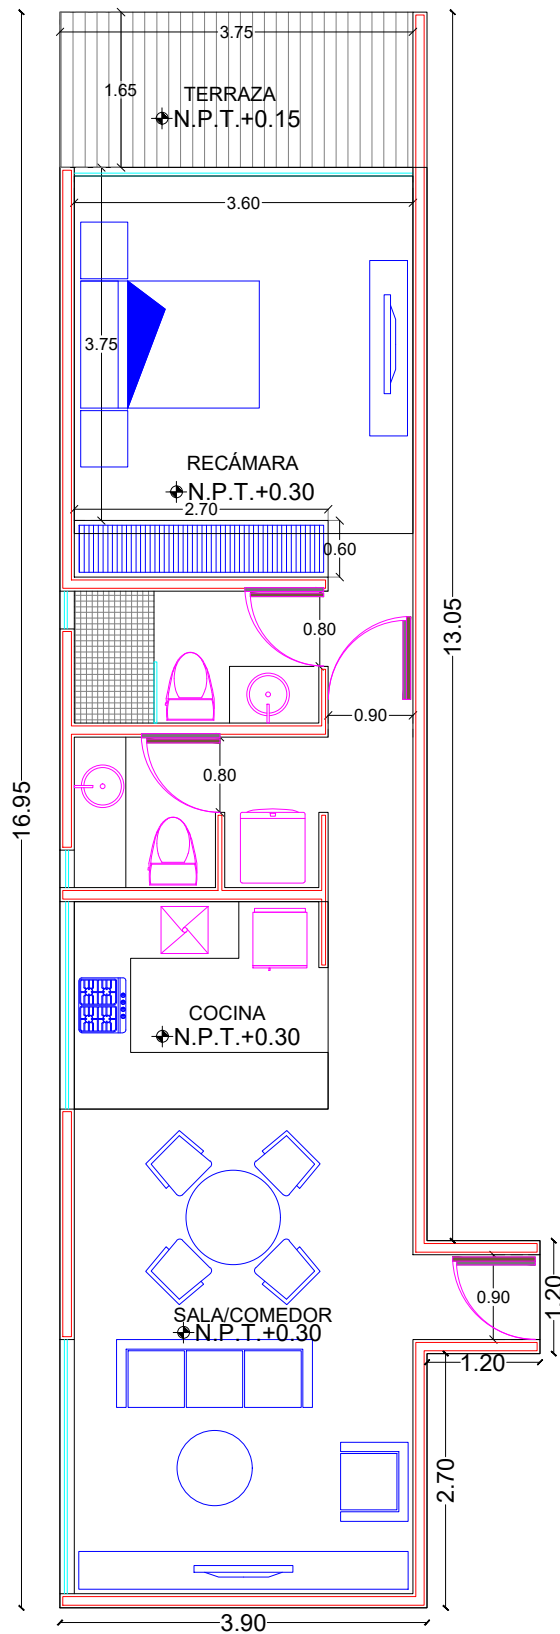 3.75
1.65
TERRAZA
N.P.T.+0.15
3.60
3.75
RECÁMARA
N.P.T.+0.30
2.70
0.60
0.80
13.05
0.90
0.80
16.95
COCINA
N.P.T.+0.30
0.90
1.20
SALA/COMEDOR
N.P.T.+0.30
1.20
2.70
3.90